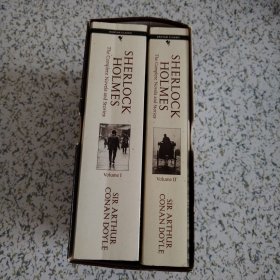 SHERLOCK
HOLMES
The Complete Novels and Stories
Volume I
SIR ARTHUR
CONAN DOYLE
SHERLOCK
HOLMES
The Complete Novels and Stories
Volume II
SIR ARTHUR
CONAN DOYLE